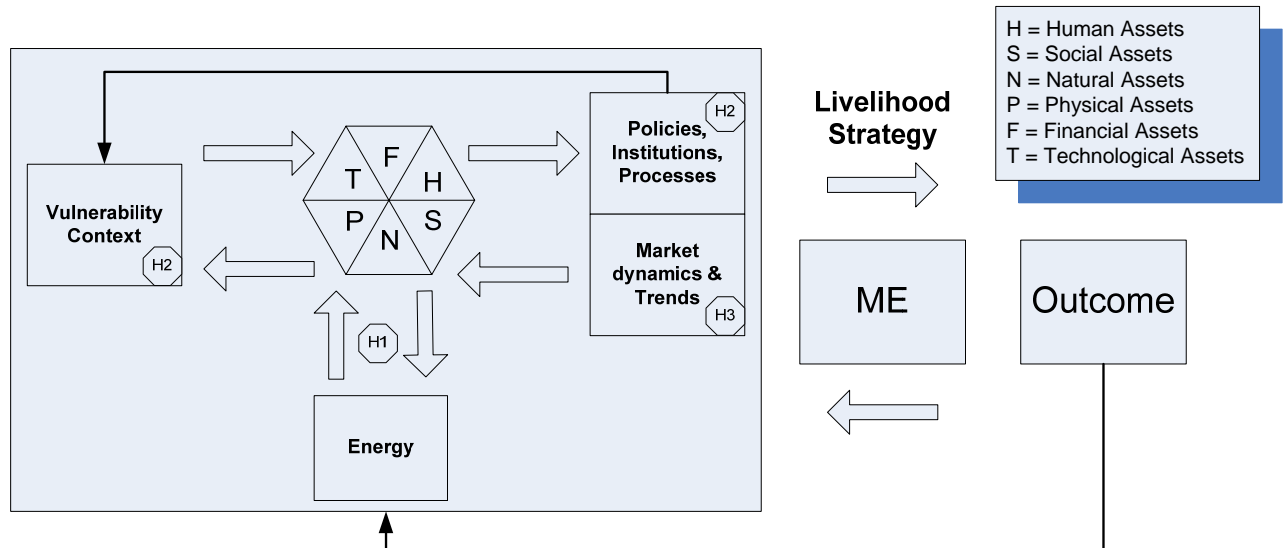 H = Human Assets
S = Social Assets
N = Natural Assets
P = Physical Assets
F = Financial Assets
T = Technological Assets
Livelihood
Strategy
H2
Policies,
Institutions,
Processes
F
T
H
P
S
N
Vulnerability
Context
H2
Market
dynamics &
Trends
H3
ME
Outcome
H1
Energy